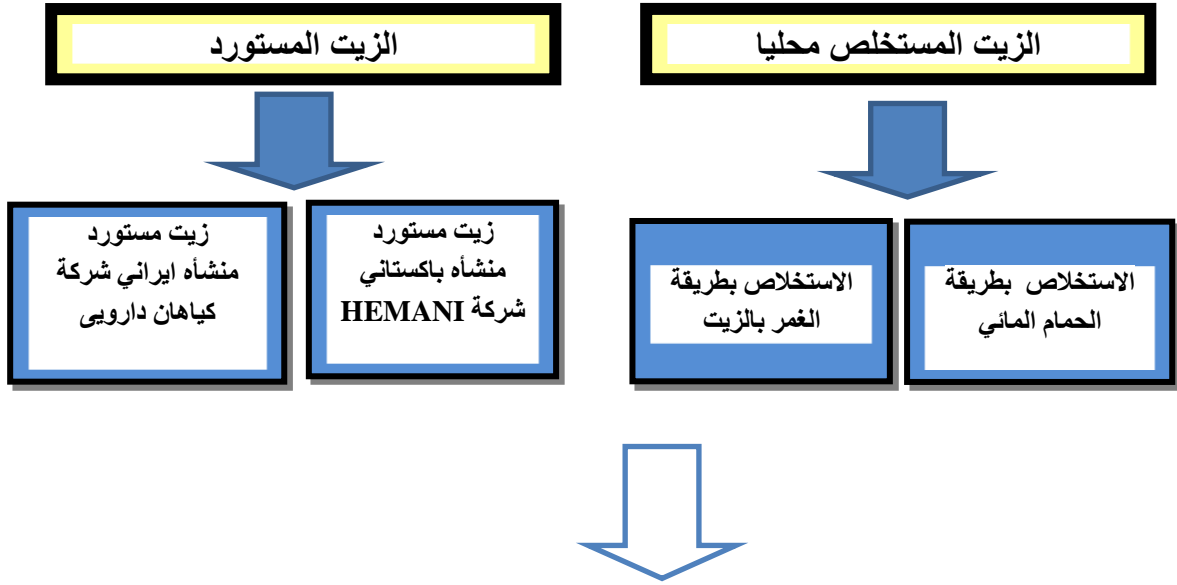 الزيت المستخلص محليا
الزيت المستورد
الاستخلاص بطريقة
الحمام المائي
الاستخلاص بطريقة
الغمر بالزيت
زيت مستورد
منشأه باكستاني
شركة HEMANI
زيت مستورد
منشأه ايراني شركة
كياهان دارويى